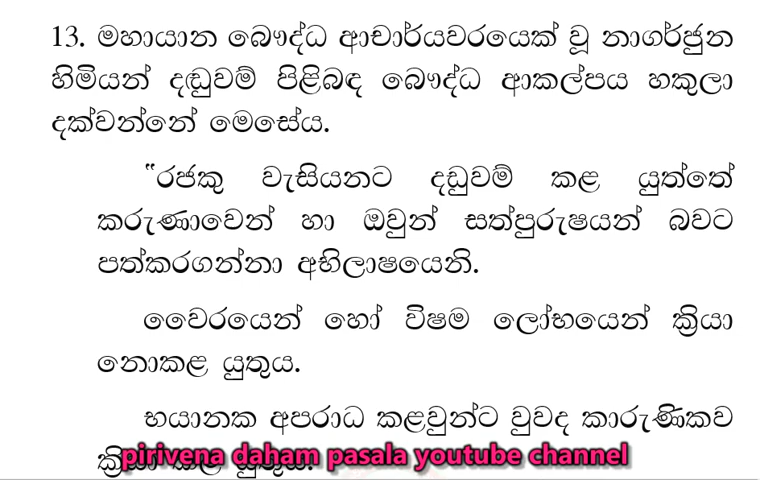 13. මහායාන බෞද්ධ ආචාර්යවරයෙක් වූ නාගර්ජුන
හිමියන් දඬුවම් පිළිබඳ බෞද්ධ ආකල්පය හකුලා
දක්වන්නේ මෙසේය.
“රජකු වැසියනට දඩුවම් කළ යුත්තේ
කරුණාවෙන් හා ඔවුන් සත්පුරුෂයන් බවට
පත්කරගන්නා අභිලාෂයෙනි.
වෛරයෙන් හෝ විෂම ලෝභයෙන් ක්‍රියා
නොකළ යුතුය.
භයානක අපරාධ කළවුන්ට වුවද කාරුණිකව
pirivena daham pasala youtube channel